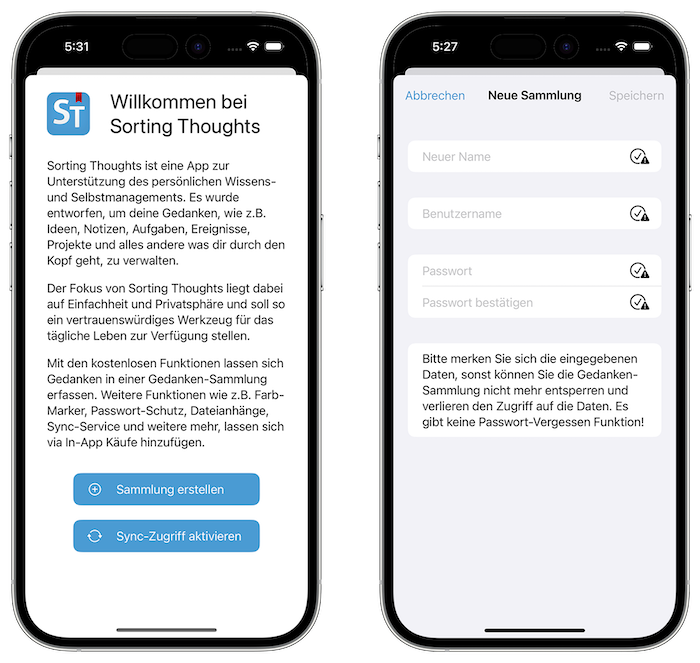 5:31
ST
Willkommen bei
Sorting Thoughts
Sorting Thoughts ist eine App zur
Unterstützung des persönlichen Wissens-
und Selbstmanagements. Es wurde
entworfen, um deine Gedanken, wie z.B.
Ideen, Notizen, Aufgaben, Ereignisse,
Projekte und alles andere was dir durch den
Kopf geht, zu verwalten.
Der Fokus von Sorting Thoughts liegt dabei
auf Einfachheit und Privatsphäre und soll so
ein vertrauenswürdiges Werkzeug für das
tägliche Leben zur Verfügung stellen.
Mit den kostenlosen Funktionen lassen sich
Gedanken in einer Gedanken-Sammlung
erfassen. Weitere Funktionen wie z.B. Farb-
Marker, Passwort-Schutz, Dateianhänge,
Sync-Service und weitere mehr, lassen sich
via In-App Käufe hinzufügen.
Sammlung erstellen
Sync-Zugriff aktivieren
5:27
Abbrechen Neue Sammlung Speichern
Neuer Name
Benutzername
Passwort
Passwort bestätigen
Bitte merken Sie sich die eingegebenen
Daten, sonst können Sie die Gedanken-
Sammlung nicht mehr entsperren und
verlieren den Zugriff auf die Daten. Es
gibt keine Passwort-Vergessen Funktion!